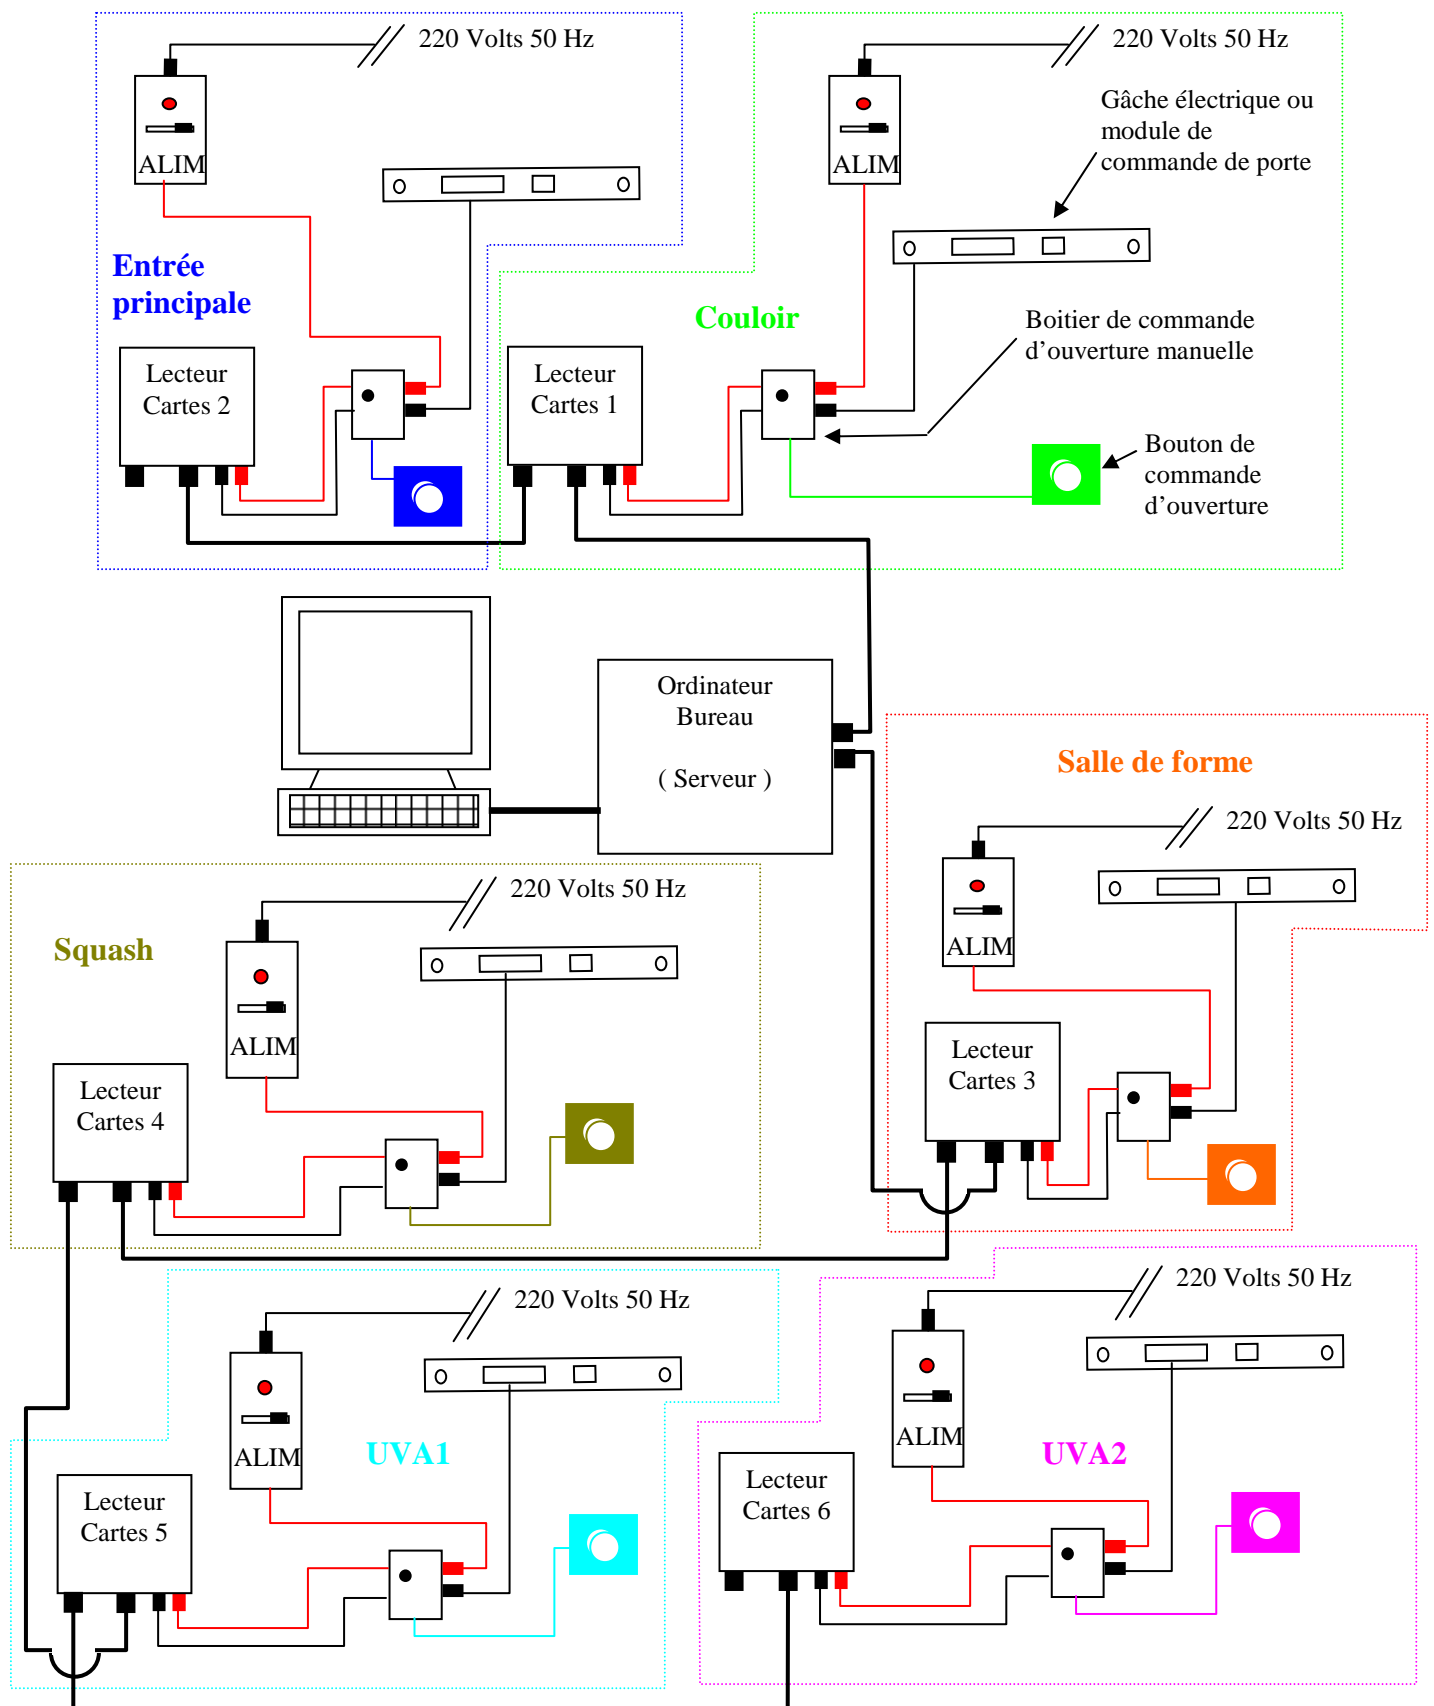 220 Volts 50 Hz
ALIM
Entrée
principale
Lecteur
Cartes 2
220 Volts 50 Hz
ALIM
Gâche électrique ou
module de
commande de porte
Couloir
Boitier de commande
d’ouverture manuelle
Lecteur
Cartes 1
Bouton de
commande
d’ouverture
Ordinateur
Bureau
( Serveur )
Salle de forme
220 Volts 50 Hz
ALIM
Lecteur
Cartes 3
Squash
220 Volts 50 Hz
ALIM
Lecteur
Cartes 4
220 Volts 50 Hz
ALIM
UVA1
Lecteur
Cartes 5
220 Volts 50 Hz
ALIM
UVA2
Lecteur
Cartes 6